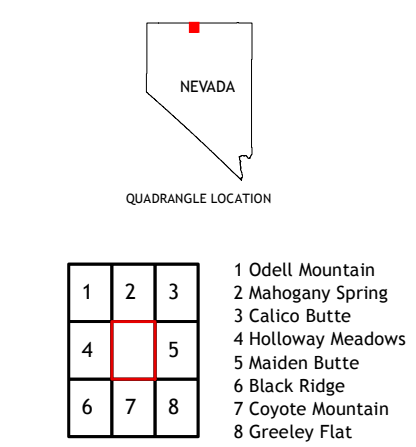 NEVADA
QUADRANGLE LOCATION
1 2 3
4 5
6 7 8
1 Odell Mountain
2 Mahogany Spring
3 Calico Butte
4 Holloway Meadows
5 Maiden Butte
6 Black Ridge
7 Coyote Mountain
8 Greeley Flat